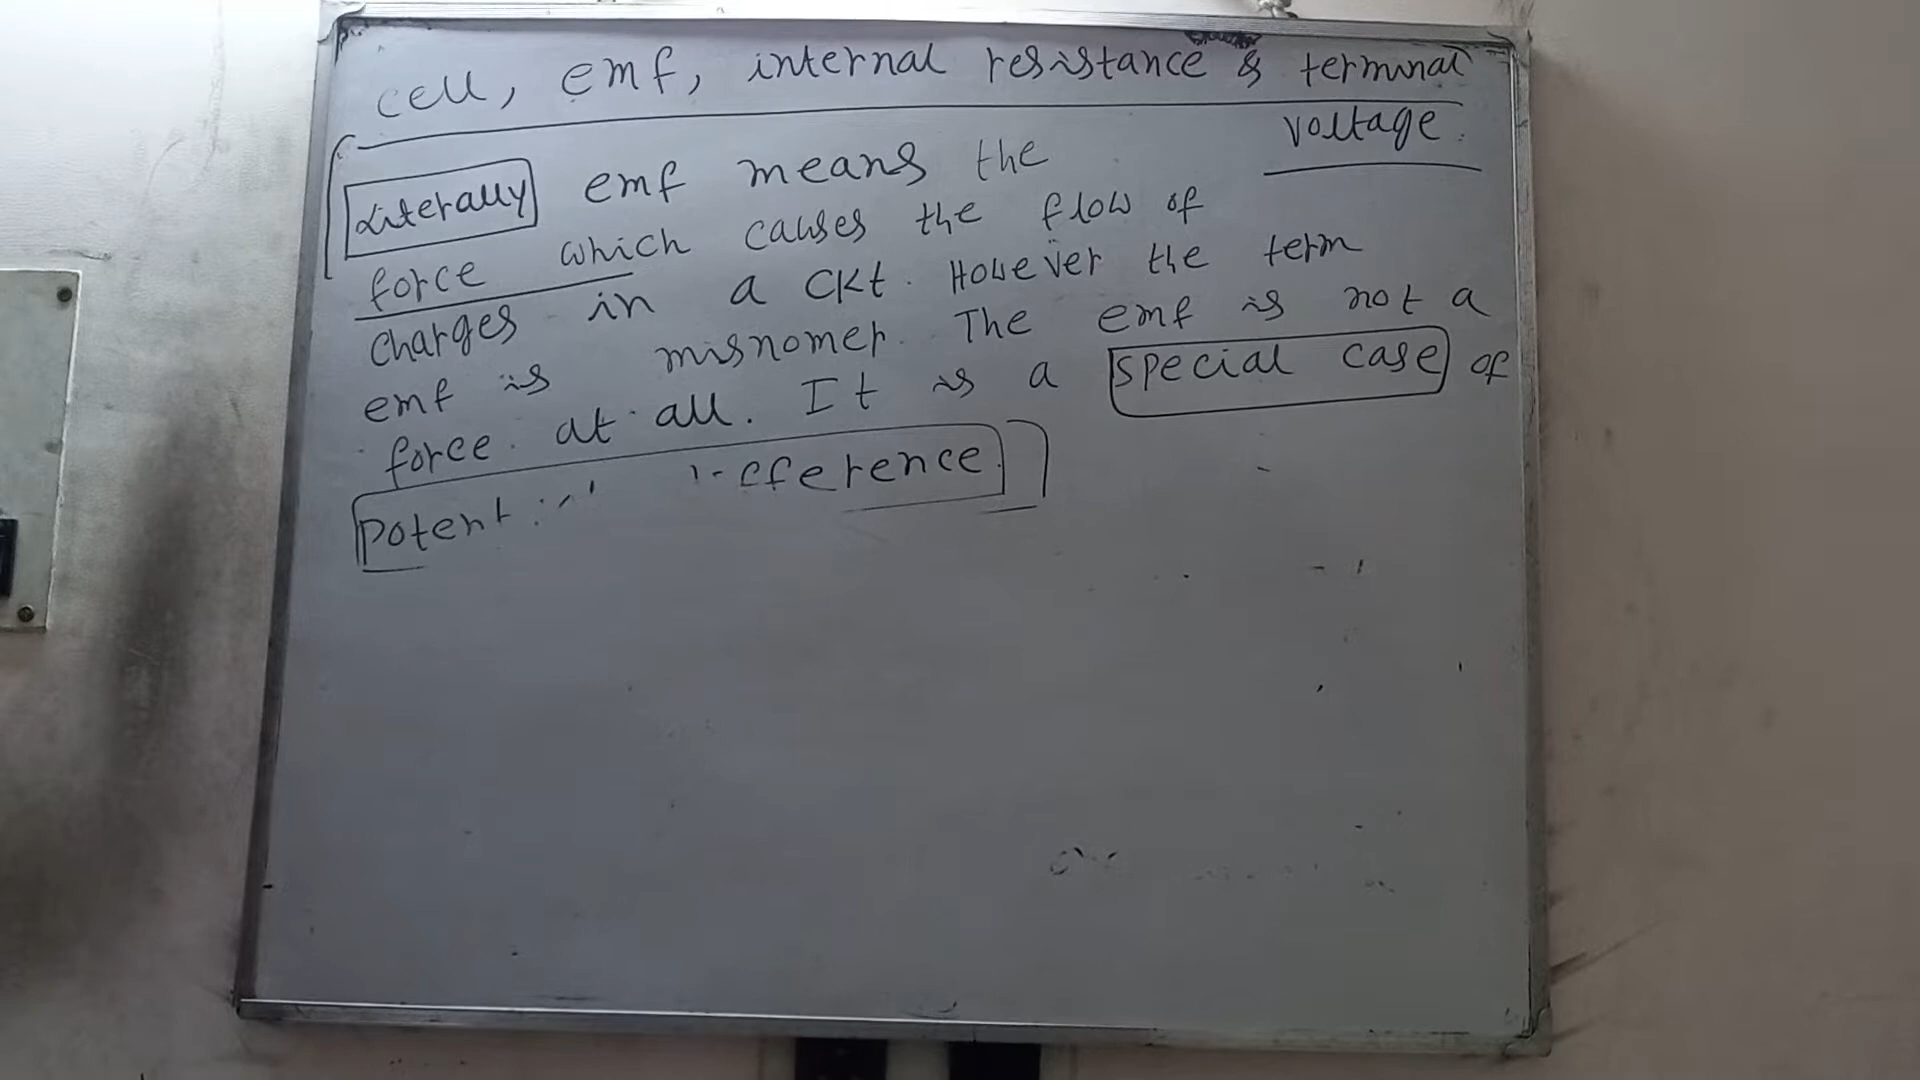 cell, emf, internal resistance & terminal
voltage.
Literally emf means the
force which causes the flow of
charges in a ckt. However the term
emf is misnomer. The emf is not a
force at all. It is a special case of